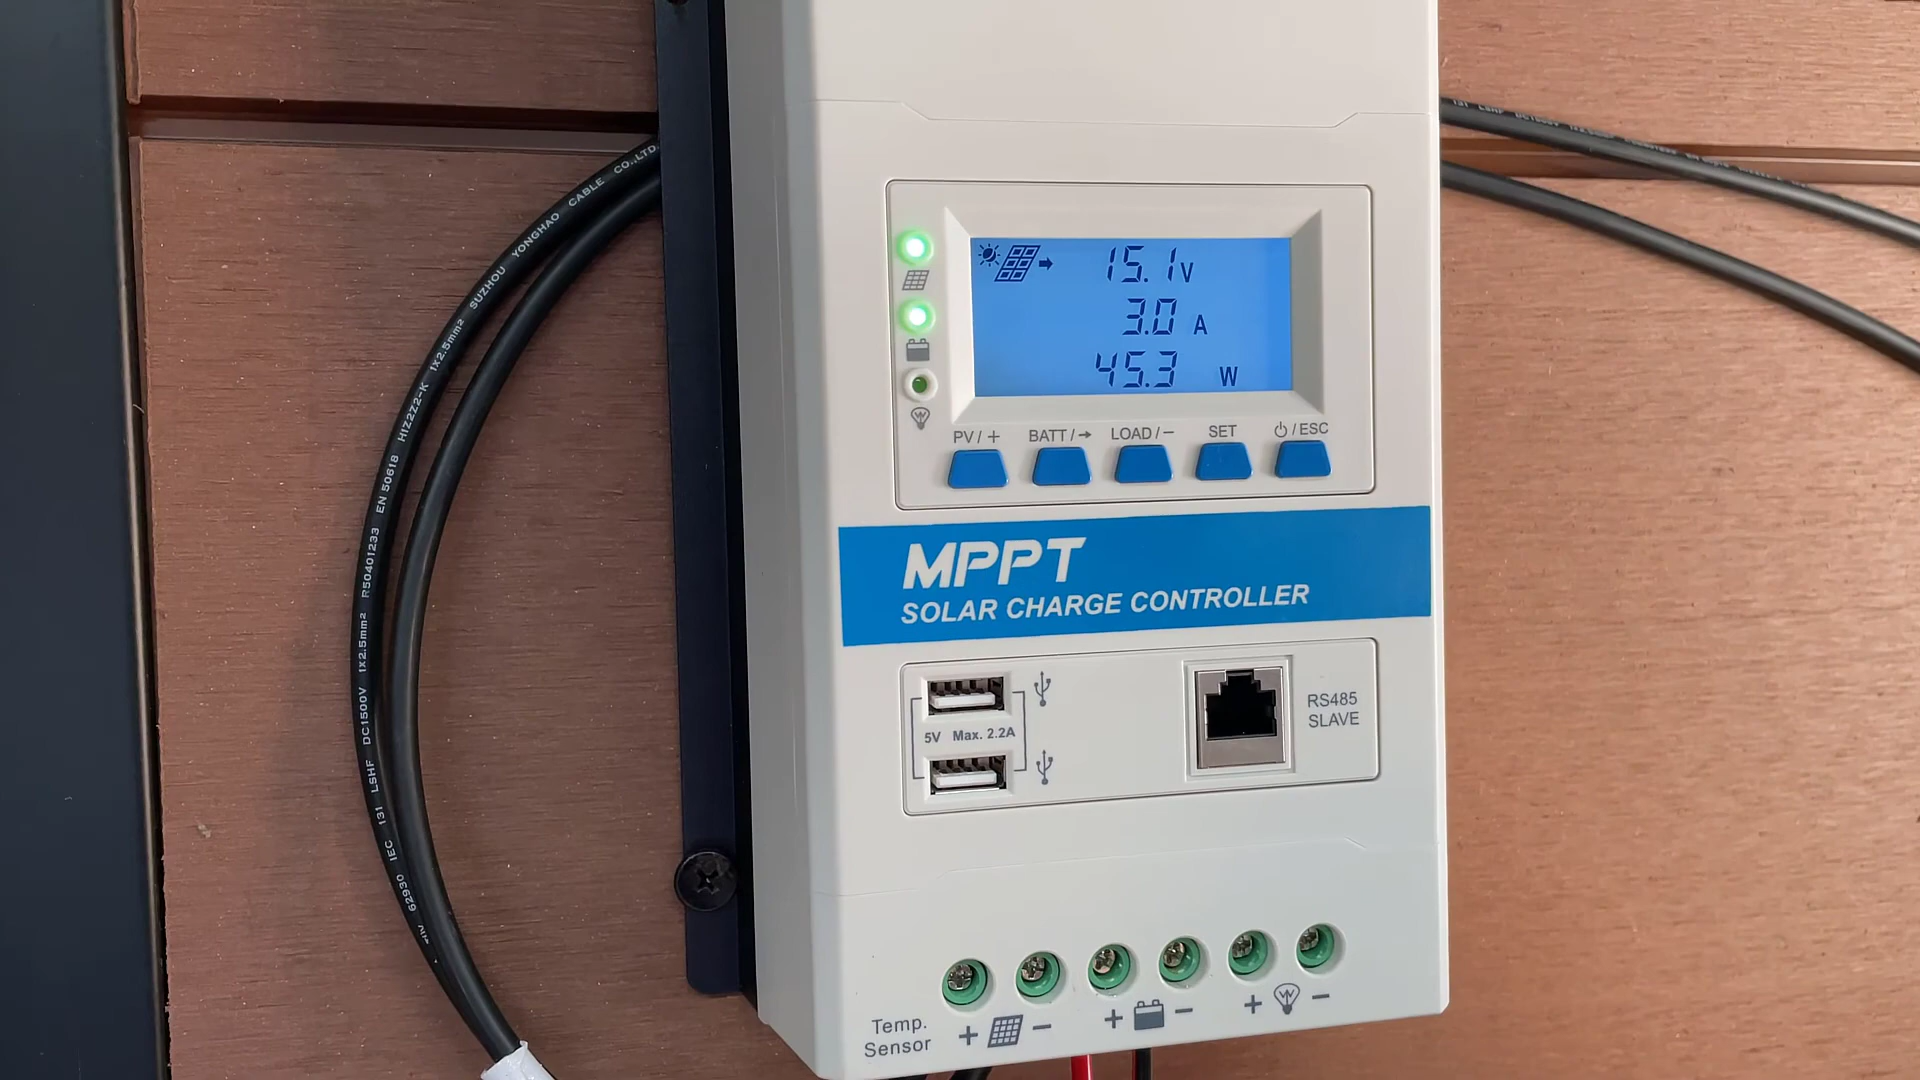 15.1 V
3.0 A
45.3 W
PV / + BATT / → LOAD / − SET ⏻ / ESC
MPPT
SOLAR CHARGE CONTROLLER
5V Max. 2.2A
RS485
SLAVE
Temp.
Sensor
+ − + − + −
62930 IEC 131 LSHF DC1500V 1X2.5mm² R50401233 EN 50618 H1Z2Z2-K 1X2.5mm² SUZHOU YONGHAO CABLE CO.,LTD